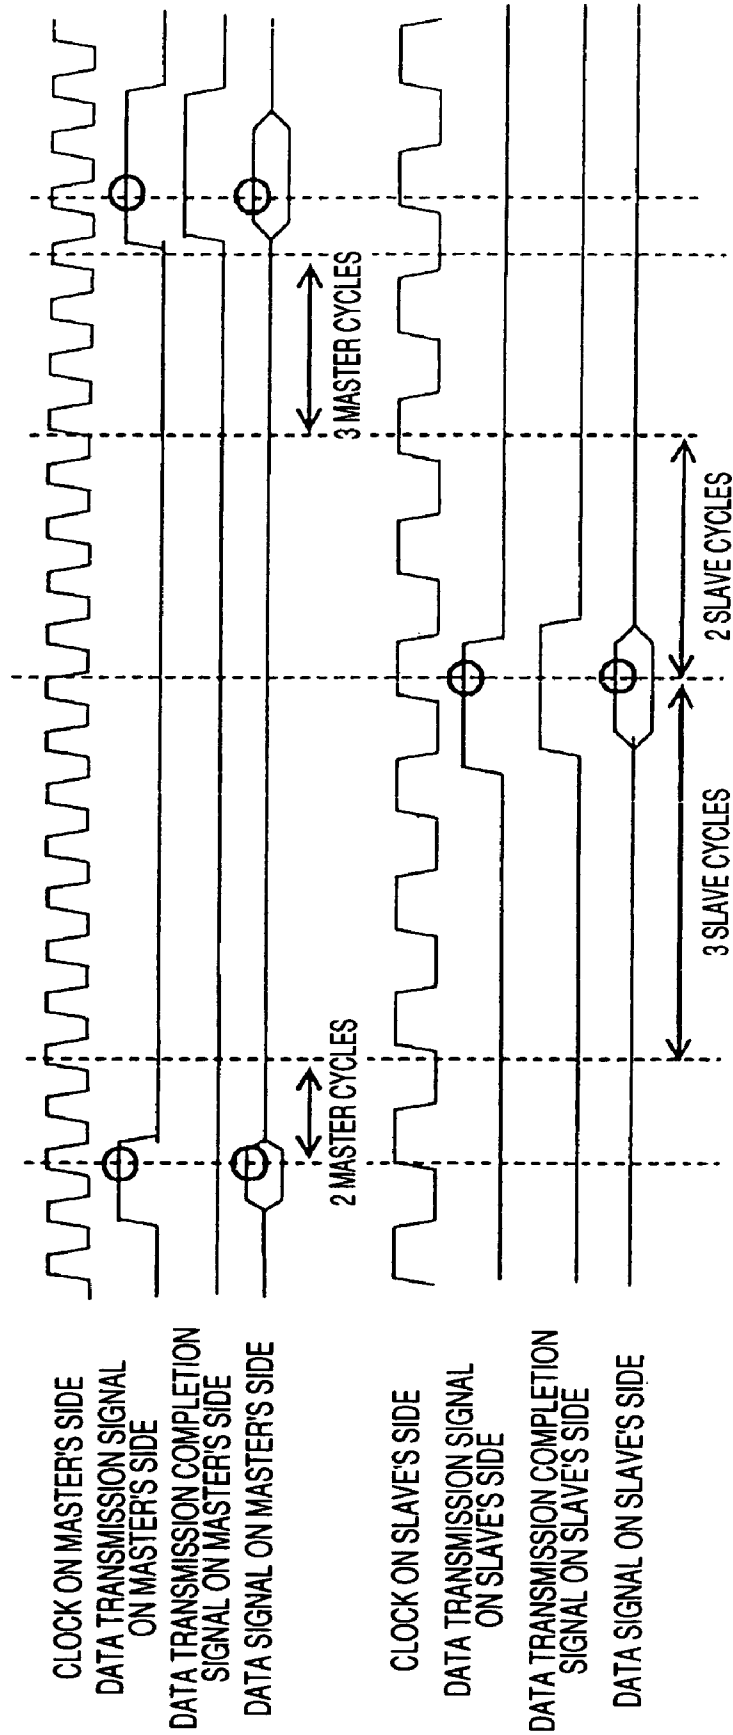 CLOCK ON MASTER'S SIDE
DATA TRANSMISSION SIGNAL
ON MASTER'S SIDE
DATA TRANSMISSION COMPLETION
SIGNAL ON MASTER'S SIDE
DATA SIGNAL ON MASTER'S SIDE
2 MASTER CYCLES
3 MASTER CYCLES
CLOCK ON SLAVE'S SIDE
DATA TRANSMISSION SIGNAL
ON SLAVE'S SIDE
DATA TRANSMISSION COMPLETION
SIGNAL ON SLAVE'S SIDE
DATA SIGNAL ON SLAVE'S SIDE
3 SLAVE CYCLES
2 SLAVE CYCLES